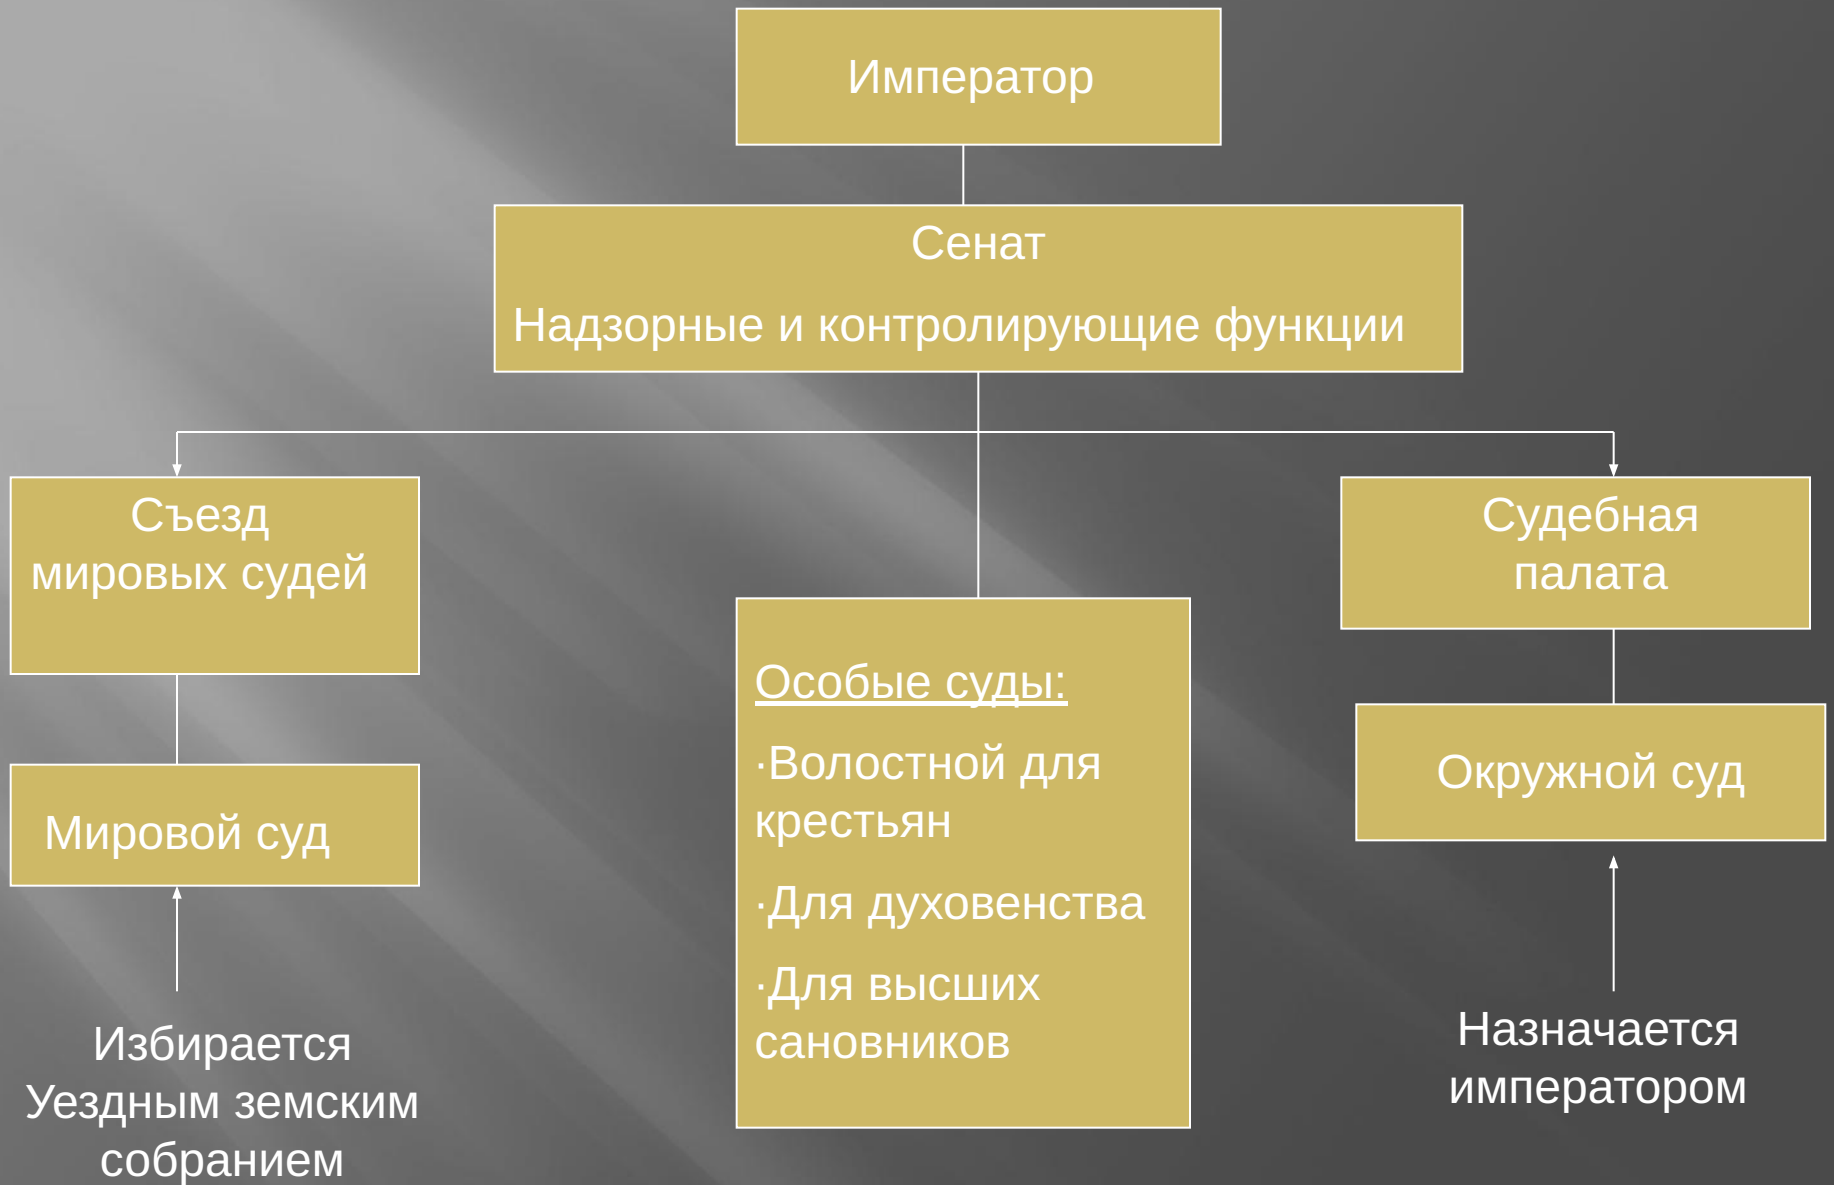 Император
Сенат
Надзорные и контролирующие функции
Съезд
мировых судей
Судебная
палата
Особые суды:
·Волостной для
крестьян
·Для духовенства
·Для высших
сановников
Мировой суд
Окружной суд
Избирается
Уездным земским
собранием
Назначается
императором